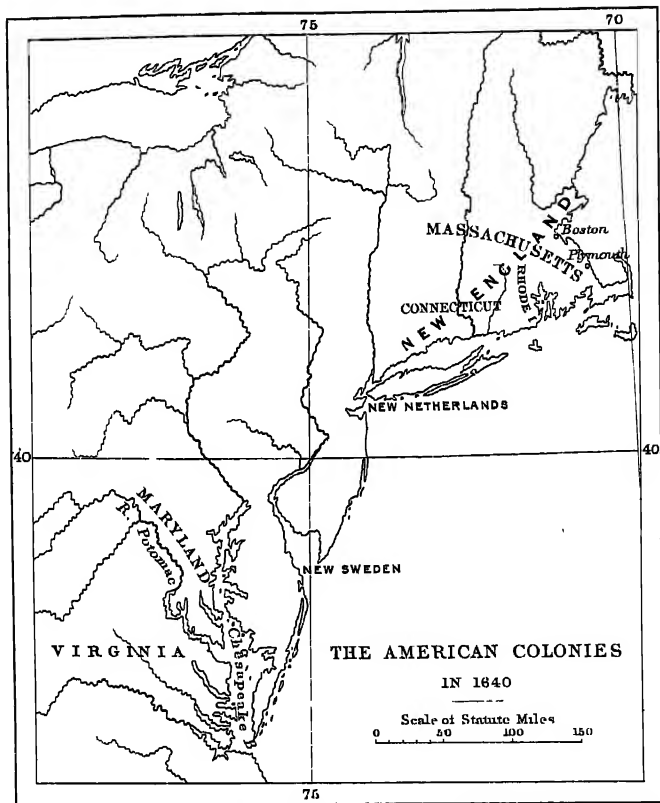 75
70
NEW ENGLAND
MASSACHUSETTS
Boston
Plymouth
RHODE I.
CONNECTICUT
NEW NETHERLANDS
40
40
MARYLAND
R. Potomac
NEW SWEDEN
VIRGINIA
Chesapeake
THE AMERICAN COLONIES
IN 1640
Scale of Statute Miles
0 50 100 150
75